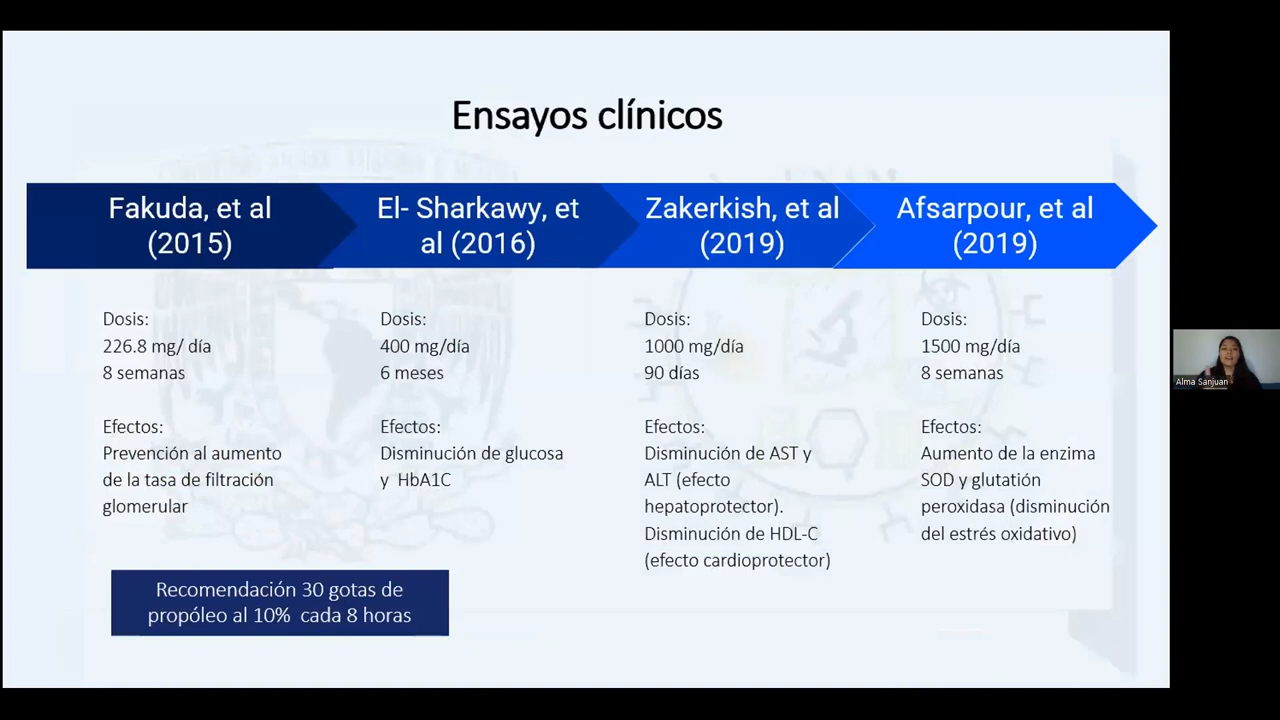 Ensayos clínicos
Fakuda, et al
(2015)
El- Sharkawy, et
al (2016)
Zakerkish, et al
(2019)
Afsarpour, et al
(2019)
Dosis:
226.8 mg/ día
8 semanas
Efectos:
Prevención al aumento
de la tasa de filtración
glomerular
Dosis:
400 mg/día
6 meses
Efectos:
Disminución de glucosa
y HbA1C
Dosis:
1000 mg/día
90 días
Efectos:
Disminución de AST y
ALT (efecto
hepatoprotector).
Disminución de HDL-C
(efecto cardioprotector)
Dosis:
1500 mg/día
8 semanas
Efectos:
Aumento de la enzima
SOD y glutatión
peroxidasa (disminución
del estrés oxidativo)
Recomendación 30 gotas de
propóleo al 10% cada 8 horas
Alma Sanjuan